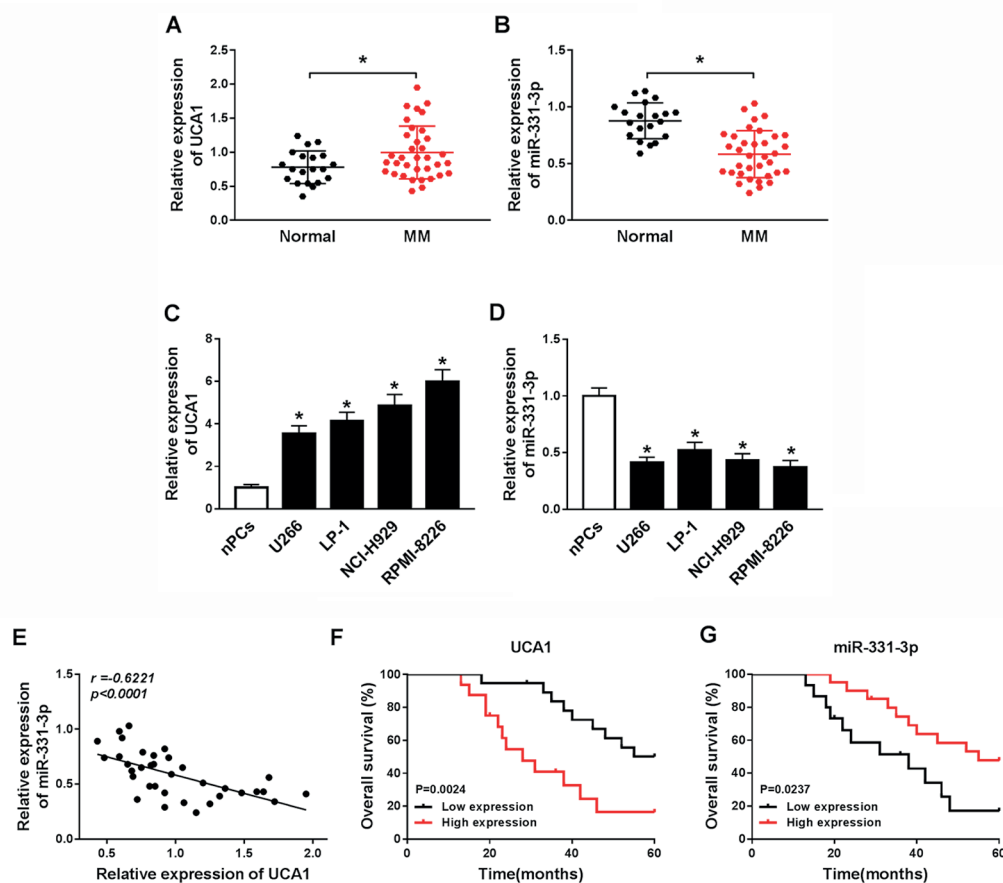 A
Relative expression
of UCA1
2.5
2.0
1.5
1.0
0.5
0.0
*
Normal
MM
B
Relative expression
of miR-331-3p
1.5
1.0
0.5
0.0
*
Normal
MM
C
Relative expression
of UCA1
8
6
4
2
0
*
*
*
*
nPCs
U266
LP-1
NCI-H929
RPMI-8226
D
Relative expression
of miR-331-3p
1.5
1.0
0.5
0.0
*
*
*
*
nPCs
U266
LP-1
NCI-H929
RPMI-8226
E
r =-0.6221
p<0.0001
Relative expression
of miR-331-3p
1.5
1.0
0.5
0.0
0.5
1.0
1.5
2.0
Relative expression of UCA1
F
UCA1
Overall survival (%)
100
80
60
40
20
0
P=0.0024
Low expression
High expression
0
20
40
60
Time(months)
G
miR-331-3p
Overall survival (%)
100
80
60
40
20
0
P=0.0237
Low expression
High expression
0
20
40
60
Time(months)